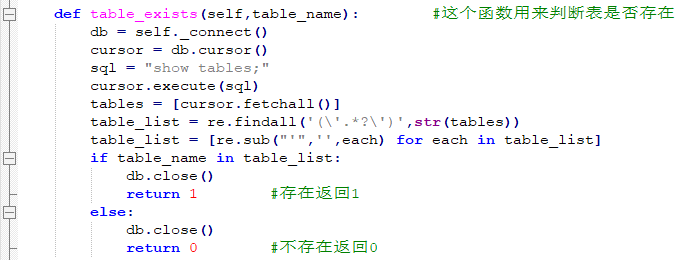 def table_exists(self,table_name):        #这个函数用来判断表是否存在
    db = self._connect()
    cursor = db.cursor()
    sql = "show tables;"
    cursor.execute(sql)
    tables = [cursor.fetchall()]
    table_list = re.findall('(\'.*?\')',str(tables))
    table_list = [re.sub("'",'',each) for each in table_list]
    if table_name in table_list:
        db.close()
        return 1        #存在返回1
    else:
        db.close()
        return 0        #不存在返回0